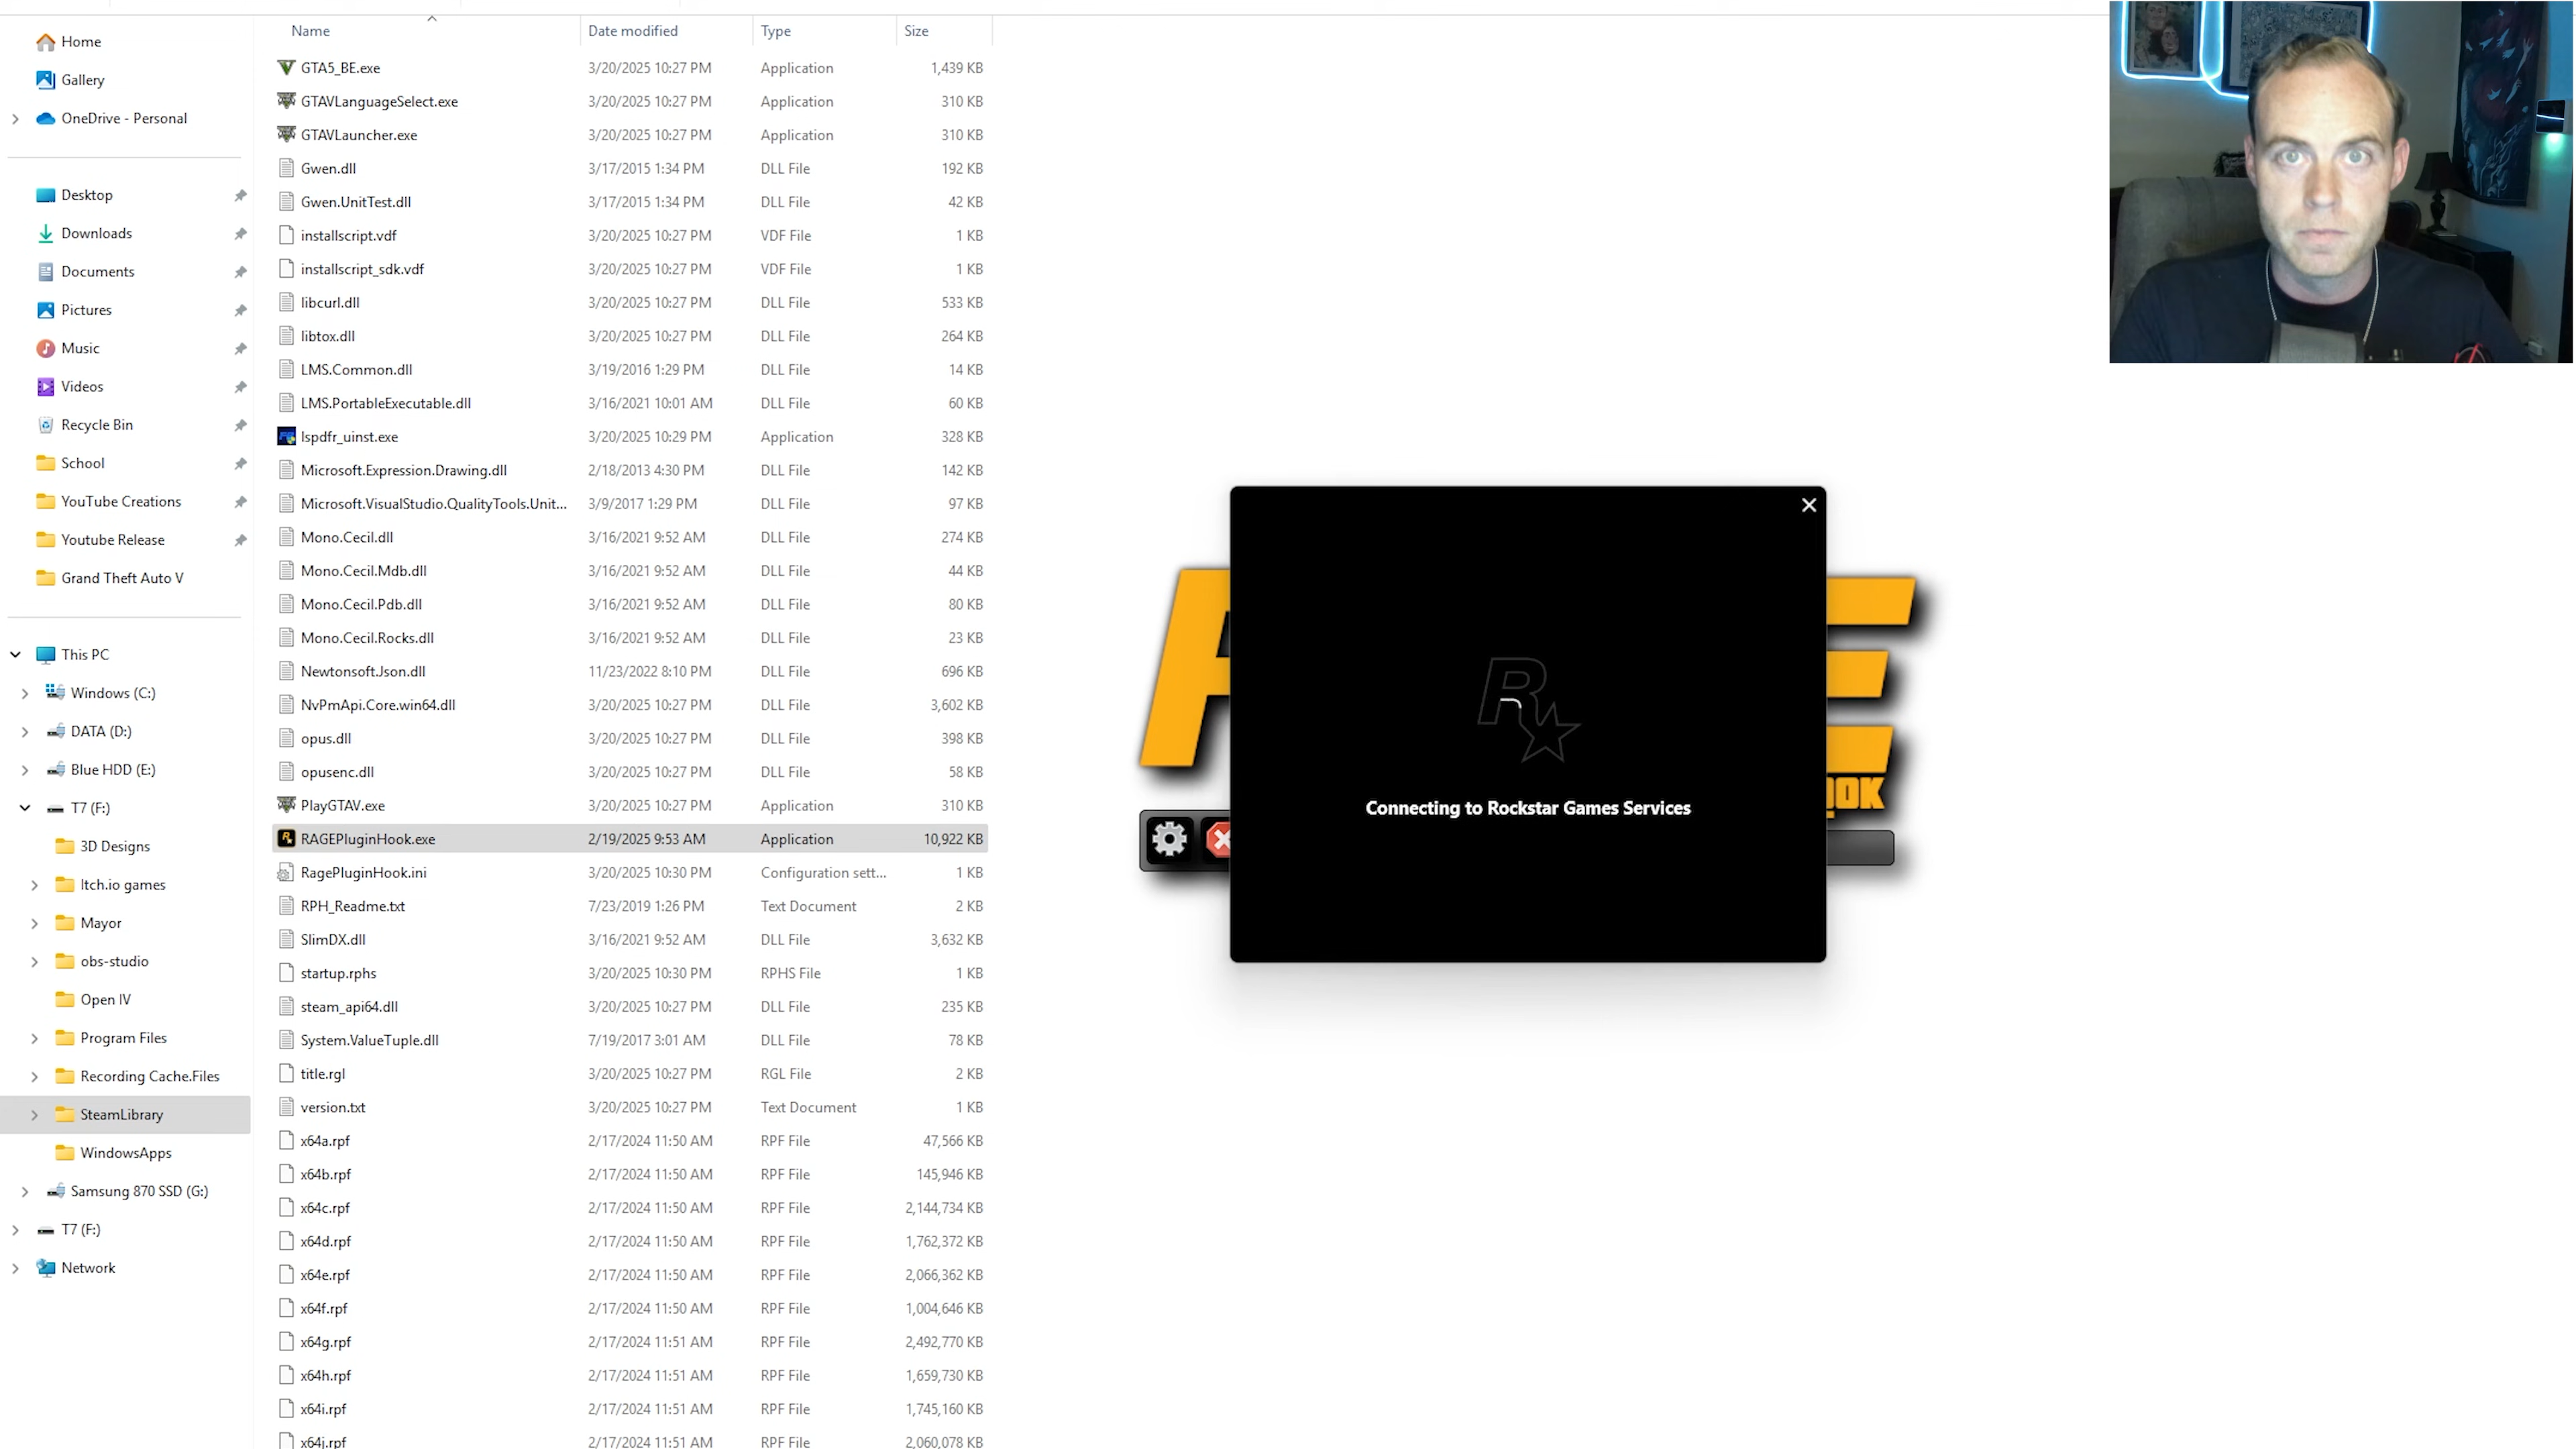 Name Date modified Type Size
Home
Gallery
OneDrive - Personal
Desktop
Downloads
Documents
Pictures
Music
Videos
Recycle Bin
School
YouTube Creations
Youtube Release
Grand Theft Auto V
This PC
Windows (C:)
DATA (D:)
Blue HDD (E:)
T7 (F:)
3D Designs
Itch.io games
Mayor
obs-studio
Open IV
Program Files
Recording Cache.Files
SteamLibrary
WindowsApps
Samsung 870 SSD (G:)
T7 (F:)
Network
GTA5_BE.exe 3/20/2025 10:27 PM Application 1,439 KB
GTAVLanguageSelect.exe 3/20/2025 10:27 PM Application 310 KB
GTAVLauncher.exe 3/20/2025 10:27 PM Application 310 KB
Gwen.dll 3/17/2015 1:34 PM DLL File 192 KB
Gwen.UnitTest.dll 3/17/2015 1:34 PM DLL File 42 KB
installscript.vdf 3/20/2025 10:27 PM VDF File 1 KB
installscript_sdk.vdf 3/20/2025 10:27 PM VDF File 1 KB
libcurl.dll 3/20/2025 10:27 PM DLL File 533 KB
libtox.dll 3/20/2025 10:27 PM DLL File 264 KB
LMS.Common.dll 3/19/2016 1:29 PM DLL File 14 KB
LMS.PortableExecutable.dll 3/16/2021 10:01 AM DLL File 60 KB
lspdfr_uinst.exe 3/20/2025 10:29 PM Application 328 KB
Microsoft.Expression.Drawing.dll 2/18/2013 4:30 PM DLL File 142 KB
Microsoft.VisualStudio.QualityTools.Unit... 3/9/2017 1:29 PM DLL File 97 KB
Mono.Cecil.dll 3/16/2021 9:52 AM DLL File 274 KB
Mono.Cecil.Mdb.dll 3/16/2021 9:52 AM DLL File 44 KB
Mono.Cecil.Pdb.dll 3/16/2021 9:52 AM DLL File 80 KB
Mono.Cecil.Rocks.dll 3/16/2021 9:52 AM DLL File 23 KB
Newtonsoft.Json.dll 11/23/2022 8:10 PM DLL File 696 KB
NvPmApi.Core.win64.dll 3/20/2025 10:27 PM DLL File 3,602 KB
opus.dll 3/20/2025 10:27 PM DLL File 398 KB
opusenc.dll 3/20/2025 10:27 PM DLL File 58 KB
PlayGTAV.exe 3/20/2025 10:27 PM Application 310 KB
RAGEPluginHook.exe 2/19/2025 9:53 AM Application 10,922 KB
RagePluginHook.ini 3/20/2025 10:30 PM Configuration sett... 1 KB
RPH_Readme.txt 7/23/2019 1:26 PM Text Document 2 KB
SlimDX.dll 3/16/2021 9:52 AM DLL File 3,632 KB
startup.rphs 3/20/2025 10:30 PM RPHS File 1 KB
steam_api64.dll 3/20/2025 10:27 PM DLL File 235 KB
System.ValueTuple.dll 7/19/2017 3:01 AM DLL File 78 KB
title.rgl 3/20/2025 10:27 PM RGL File 2 KB
version.txt 3/20/2025 10:27 PM Text Document 1 KB
x64a.rpf 2/17/2024 11:50 AM RPF File 47,566 KB
x64b.rpf 2/17/2024 11:50 AM RPF File 145,946 KB
x64c.rpf 2/17/2024 11:50 AM RPF File 2,144,734 KB
x64d.rpf 2/17/2024 11:50 AM RPF File 1,762,372 KB
x64e.rpf 2/17/2024 11:50 AM RPF File 2,066,362 KB
x64f.rpf 2/17/2024 11:50 AM RPF File 1,004,646 KB
x64g.rpf 2/17/2024 11:51 AM RPF File 2,492,770 KB
x64h.rpf 2/17/2024 11:51 AM RPF File 1,659,730 KB
x64i.rpf 2/17/2024 11:51 AM RPF File 1,745,160 KB
x64j.rpf 2/17/2024 11:51 AM RPF File 2,060,078 KB
R
Connecting to Rockstar Games Services